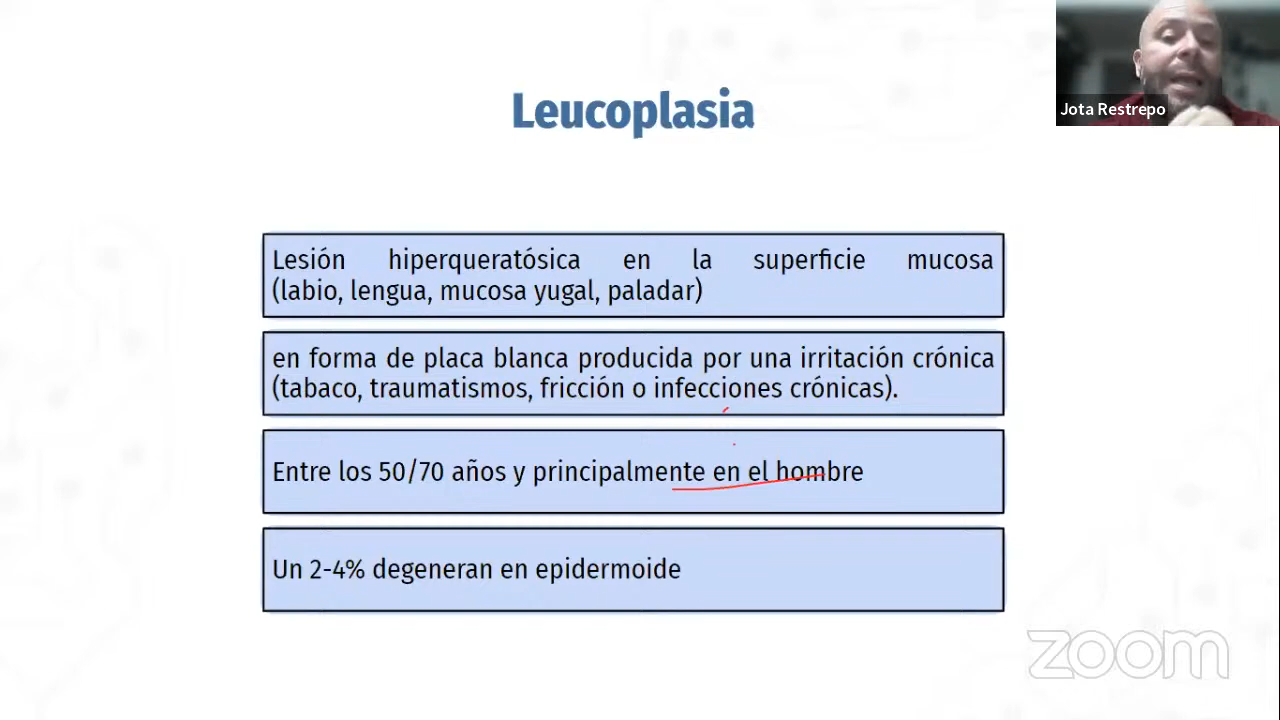 Jota Restrepo
Leucoplasia
Lesión hiperqueratósica en la superficie mucosa
(labio, lengua, mucosa yugal, paladar)
en forma de placa blanca producida por una irritación crónica
(tabaco, traumatismos, fricción o infecciones crónicas).
Entre los 50/70 años y principalmente en el hombre
Un 2-4% degeneran en epidermoide
zoom